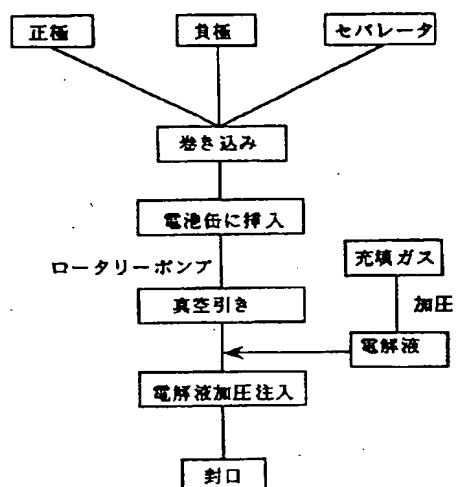 正極
負極
セパレータ
巻き込み
電池缶に挿入
ロータリーポンプ
充填ガス
加圧
真空引き
電解液
電解液加圧注入
封口